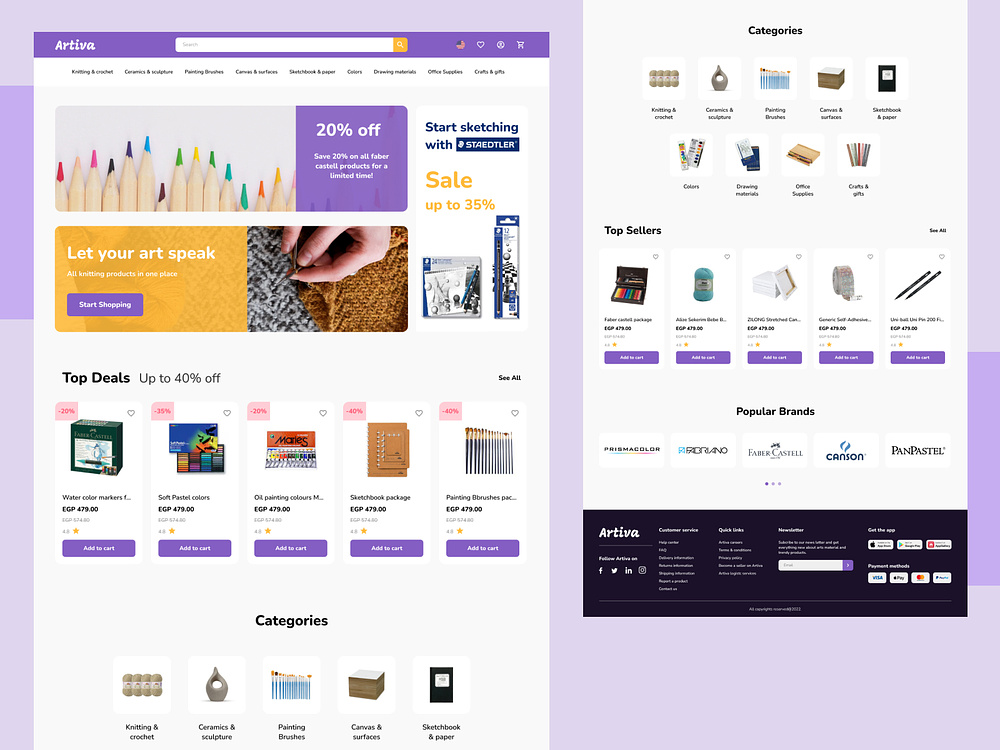 Artiva
Search
Knitting & crochet Ceramics & sculpture Painting Brushes Canvas & surfaces Sketchbook & paper Colors Drawing materials Office Supplies Crafts & gifts
20% off
Save 20% on all faber
castell products for a
limited time!
Let your art speak
All knitting products in one place
Start Shopping
Start sketching
with STAEDTLER
Sale
up to 35%
Top Deals Up to 40% off
See All
-20%
FABER-CASTELL
Water color markers f...
EGP 479.00
EGP 574.80
4.8
Add to cart
-35%
Soft Pastel colors
EGP 479.00
EGP 574.80
4.8
Add to cart
-20%
Marie's
Oil painting colours M...
EGP 479.00
EGP 574.80
4.8
Add to cart
-40%
Sketchbook package
EGP 479.00
EGP 574.80
4.8
Add to cart
-40%
Painting Bbrushes pac...
EGP 479.00
EGP 574.80
4.8
Add to cart
Categories
Knitting &
crochet
Ceramics &
sculpture
Painting
Brushes
Canvas &
surfaces
Sketchbook
& paper
Categories
Knitting &
crochet
Ceramics &
sculpture
Painting
Brushes
Canvas &
surfaces
Sketchbook
& paper
Colors
Drawing
materials
Office
Supplies
Crafts &
gifts
Top Sellers
See All
Faber castell package
EGP 479.00
EGP 574.80
4.8
Add to cart
Alize Sekerim Bebe B...
EGP 479.00
EGP 574.80
4.8
Add to cart
ZILONG Stretched Can...
EGP 479.00
EGP 574.80
4.8
Add to cart
Generic Self-Adhesive...
EGP 479.00
EGP 574.80
4.8
Add to cart
Uni-ball Uni Pin 200 Fi...
EGP 479.00
EGP 574.80
4.8
Add to cart
Popular Brands
PRISMACOLOR
FABRIANO
FABER-CASTELL
CANSON
PANPASTEL
Artiva
Follow Artiva on
Customer service
Help center
FAQ
Delivery information
Returns information
Shipping information
Report a product
Contact us
Quick links
Artiva careers
Terms & conditions
Privacy policy
Become a seller on Artiva
Artiva logistic services
Newsletter
Subcribe to our news letter and get
everything new about arts material and
trendy products.
Email
Get the app
App Store
Google Play
AppGallery
Payment methods
VISA
Pay
PayPal
All copyrights reserved@2022